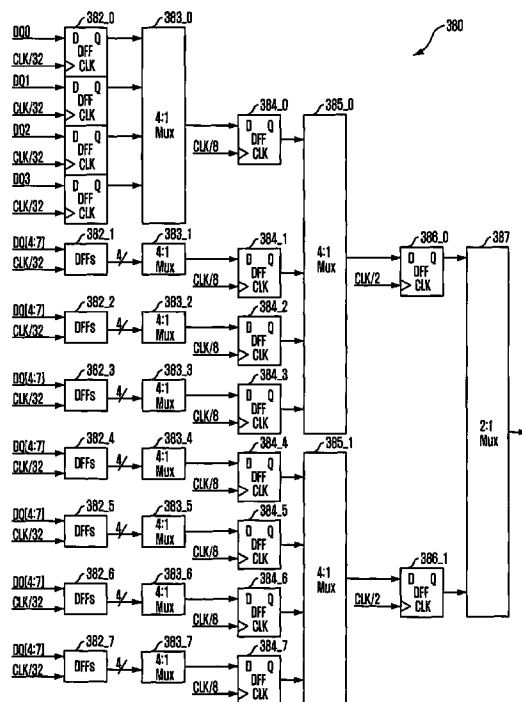 382_0 383_0 380
DQ0 D Q
DFF
CLK/32 CLK
DQ1 D Q
DFF
CLK/32 CLK
4:1
Mux
384_0 385_0
D Q
DFF
CLK/8 CLK
DQ2 D Q
DFF
CLK/32 CLK
DQ3 D Q
DFF
CLK/32 CLK
382_1 383_1 384_1
DQ[4:7] DFFs 4 4:1
Mux
CLK/32
D Q
DFF
CLK/8 CLK
4:1
Mux
386_0 387
D Q
DFF
CLK/2 CLK
382_2 383_2 384_2
DQ[4:7] DFFs 4 4:1
Mux
CLK/32
D Q
DFF
CLK/8 CLK
382_3 383_3 384_3
DQ[4:7] DFFs 4 4:1
Mux
CLK/32
D Q
DFF
CLK/8 CLK
2:1
Mux
382_4 383_4 384_4 385_1
DQ[4:7] DFFs 4 4:1
Mux
CLK/32
D Q
DFF
CLK/8 CLK
382_5 383_5 384_5
DQ[4:7] DFFs 4 4:1
Mux
CLK/32
D Q
DFF
CLK/8 CLK
4:1
Mux
386_1
D Q
DFF
CLK/2 CLK
382_6 383_6 384_6
DQ[4:7] DFFs 4 4:1
Mux
CLK/32
D Q
DFF
CLK/8 CLK
382_7 383_7 384_7
DQ[4:7] DFFs 4 4:1
Mux
CLK/32
D Q
DFF
CLK/8 CLK